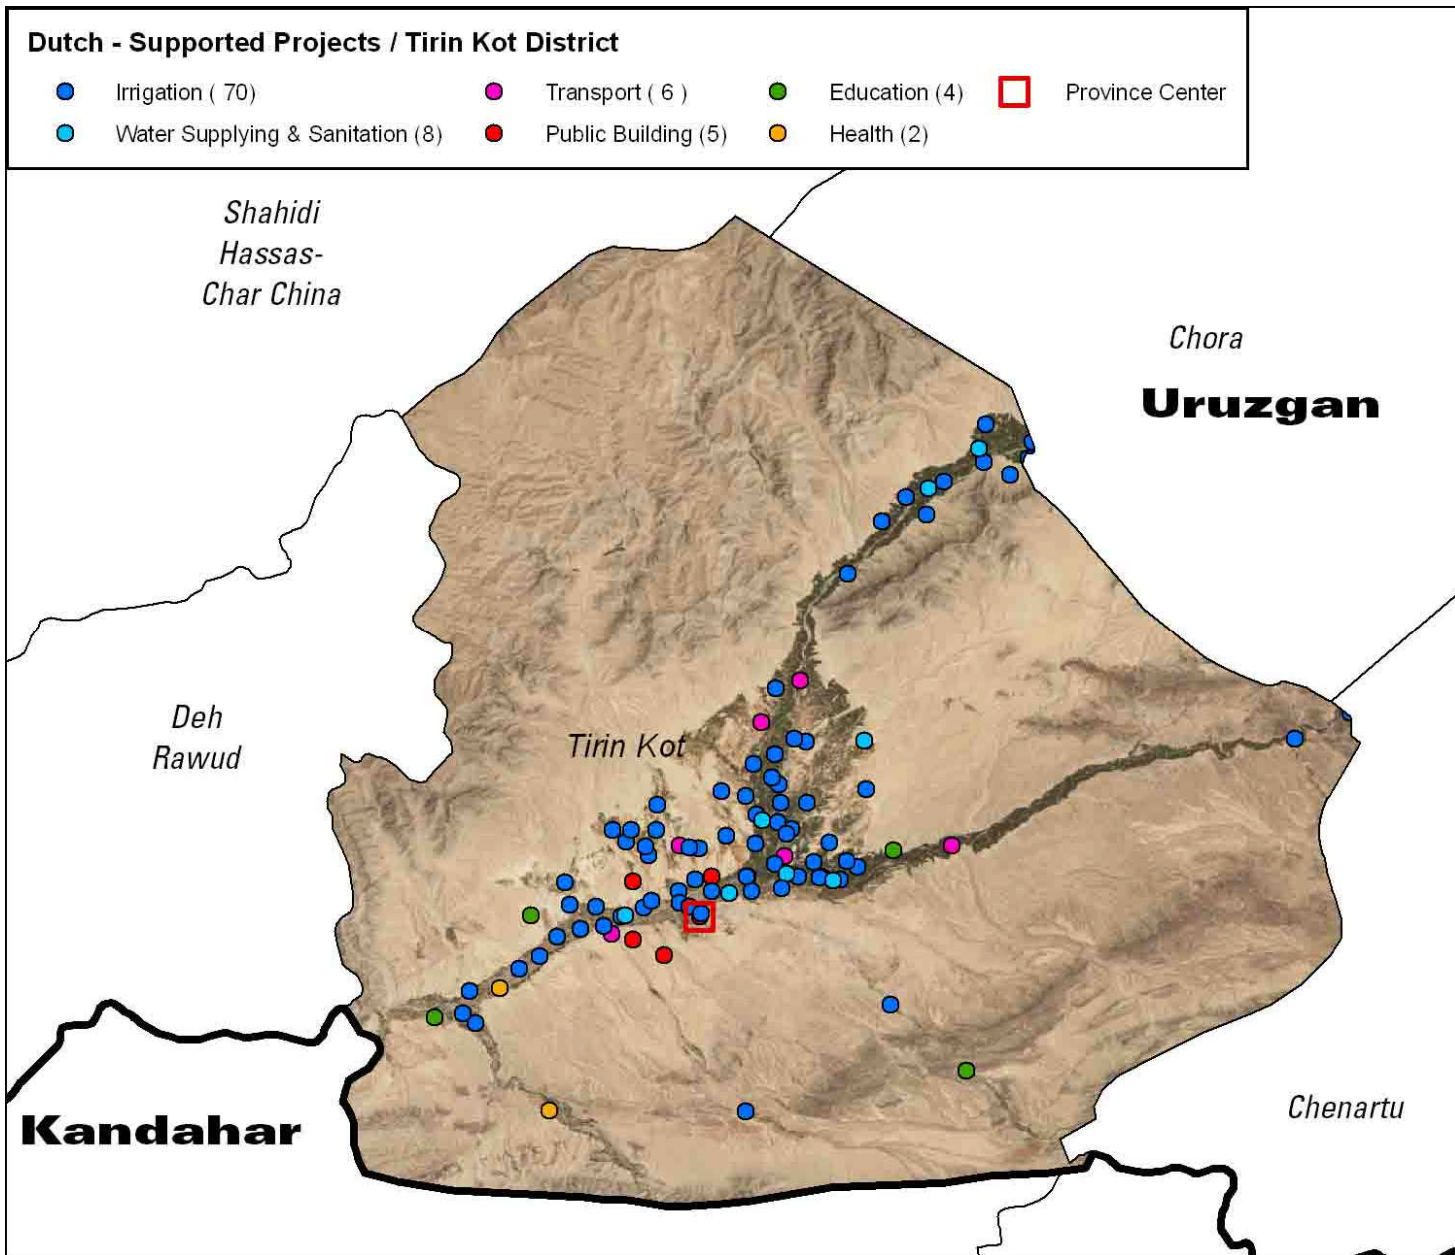 Dutch - Supported Projects / Tirin Kot District
Irrigation ( 70)
Transport ( 6 )
Education (4)
Province Center
Water Supplying & Sanitation (8)
Public Building (5)
Health (2)
Shahidi
Hassas-
Char China
Chora
Uruzgan
Deh
Rawud
Tirin Kot
Kandahar
Chenartu